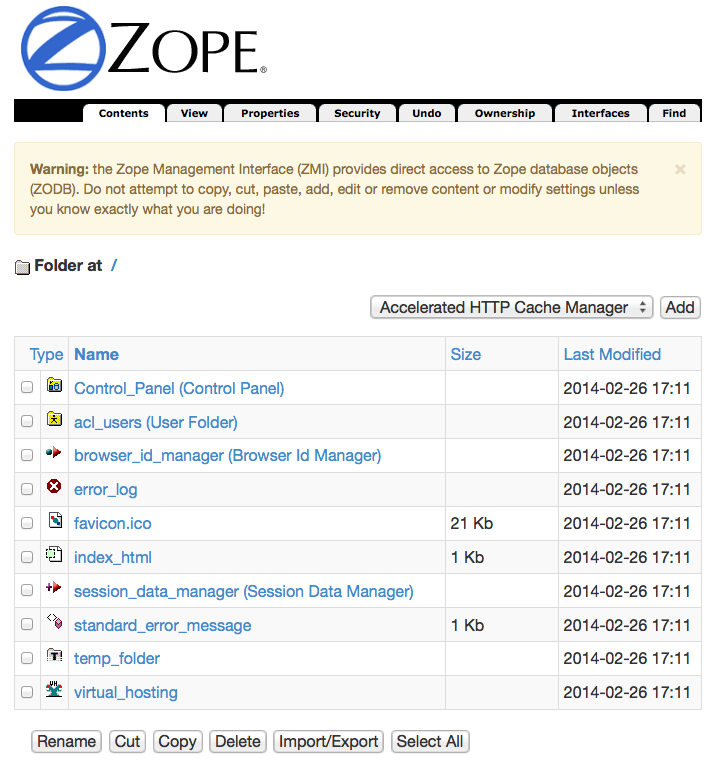 ZOPE®
Contents View Properties Security Undo Ownership Interfaces Find
Warning: the Zope Management Interface (ZMI) provides direct access to Zope database objects ×
(ZODB). Do not attempt to copy, cut, paste, add, edit or remove content or modify settings unless
you know exactly what you are doing!
Folder at /
Accelerated HTTP Cache Manager Add
Type Name Size Last Modified
Control_Panel (Control Panel) 2014-02-26 17:11
acl_users (User Folder) 2014-02-26 17:11
browser_id_manager (Browser Id Manager) 2014-02-26 17:11
error_log 2014-02-26 17:11
favicon.ico 21 Kb 2014-02-26 17:11
index_html 1 Kb 2014-02-26 17:11
session_data_manager (Session Data Manager) 2014-02-26 17:11
standard_error_message 1 Kb 2014-02-26 17:11
temp_folder 2014-02-26 17:11
virtual_hosting 2014-02-26 17:11
Rename Cut Copy Delete Import/Export Select All